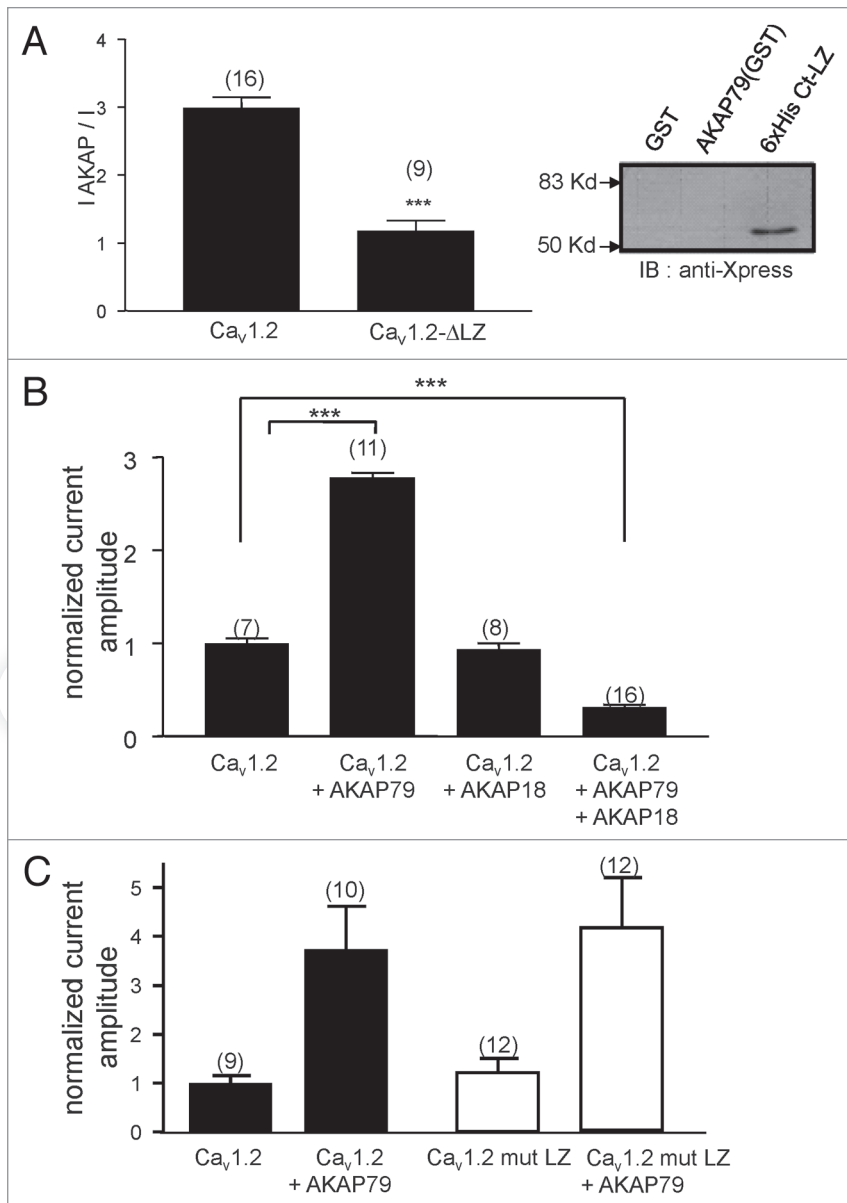 A
I AKAP / I
4
3
2
1
0
(16)
(9)
***
Cav1.2
Cav1.2-ΔLZ
GST
AKAP79(GST)
6xHis Ct-LZ
83 Kd
50 Kd
IB : anti-Xpress
B
normalized current
amplitude
3
2
1
0
***
***
(7)
(11)
(8)
(16)
Cav1.2
Cav1.2
+ AKAP79
Cav1.2
+ AKAP18
Cav1.2
+ AKAP79
+ AKAP18
C
normalized current
amplitude
5
4
3
2
1
0
(9)
(10)
(12)
(12)
Cav1.2
Cav1.2
+ AKAP79
Cav1.2 mut LZ
Cav1.2 mut LZ
+ AKAP79